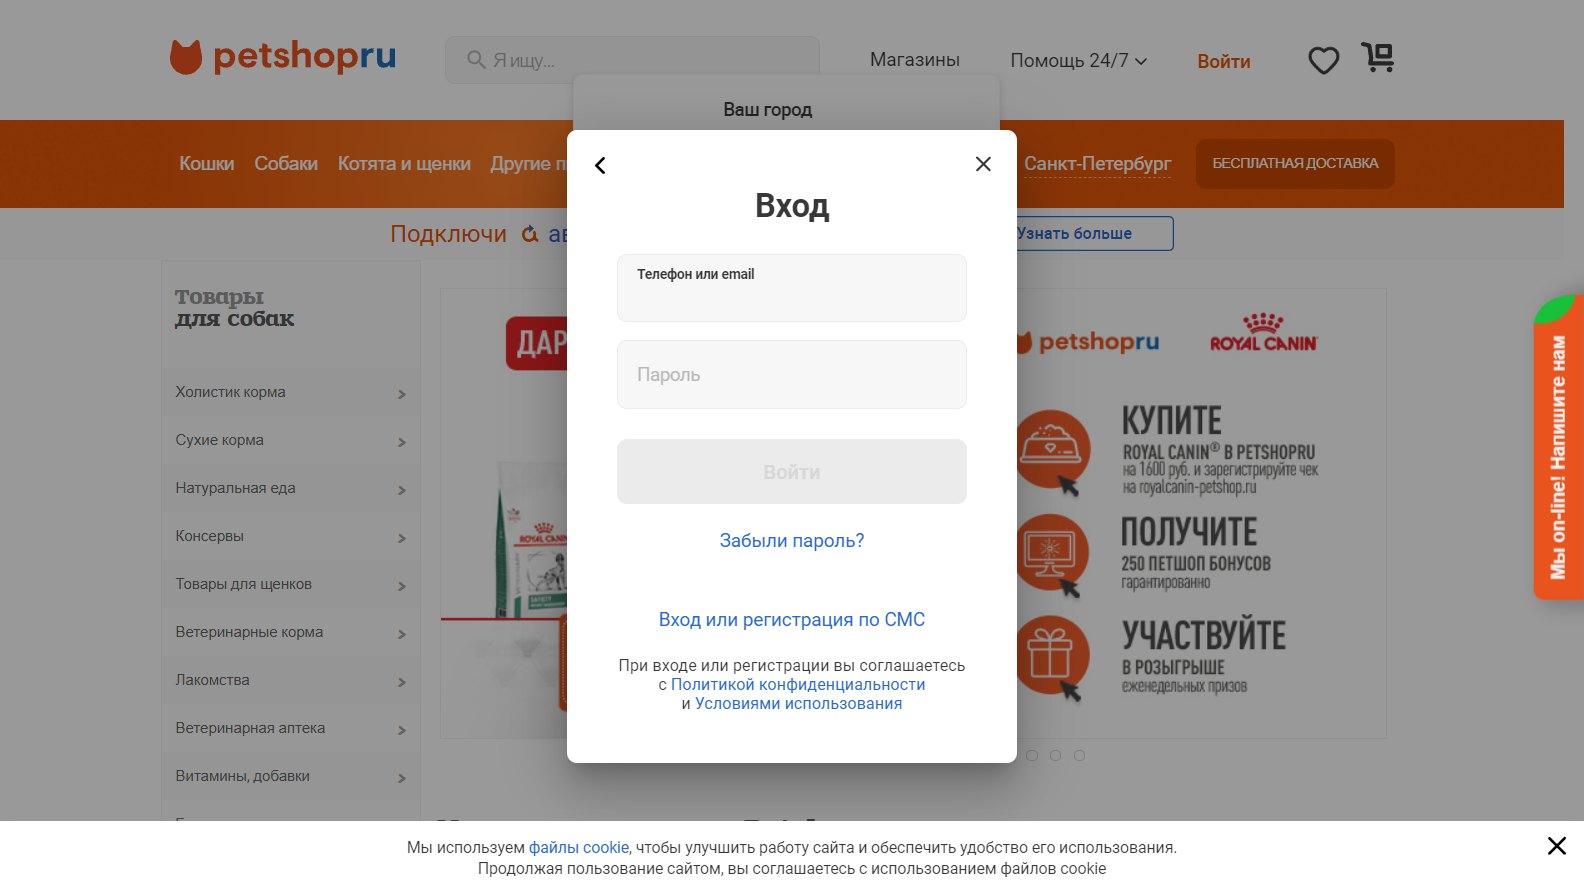 petshopru
Я ищу...
Магазины
Помощь 24/7
Войти
Ваш город
Кошки
Собаки
Котята и щенки
Другие
Санкт-Петербург
БЕСПЛАТНАЯ ДОСТАВКА
Подключи
Узнать больше
Вход
Телефон или email
Пароль
Войти
Забыли пароль?
Вход или регистрация по СМС
При входе или регистрации вы соглашаетесь
с Политикой конфиденциальности
и Условиями использования
Товары
для собак
Холистик корма
Сухие корма
Натуральная еда
Консервы
Товары для щенков
Ветеринарные корма
Лакомства
Ветеринарная аптека
Витамины, добавки
ДАР
ROYAL CANIN
SATIETY
petshopru
ROYAL CANIN
КУПИТЕ
ROYAL CANIN® В PETSHOPRU
на 1600 руб. и зарегистрируйте чек
на royalcanin-petshop.ru
ПОЛУЧИТЕ
250 ПЕТШОП БОНУСОВ
гарантированно
УЧАСТВУЙТЕ
В РОЗЫГРЫШЕ
еженедельных призов
Мы on-line! Напишите нам
Мы используем файлы cookie, чтобы улучшить работу сайта и обеспечить удобство его использования.
Продолжая пользование сайтом, вы соглашаетесь с использованием файлов cookie